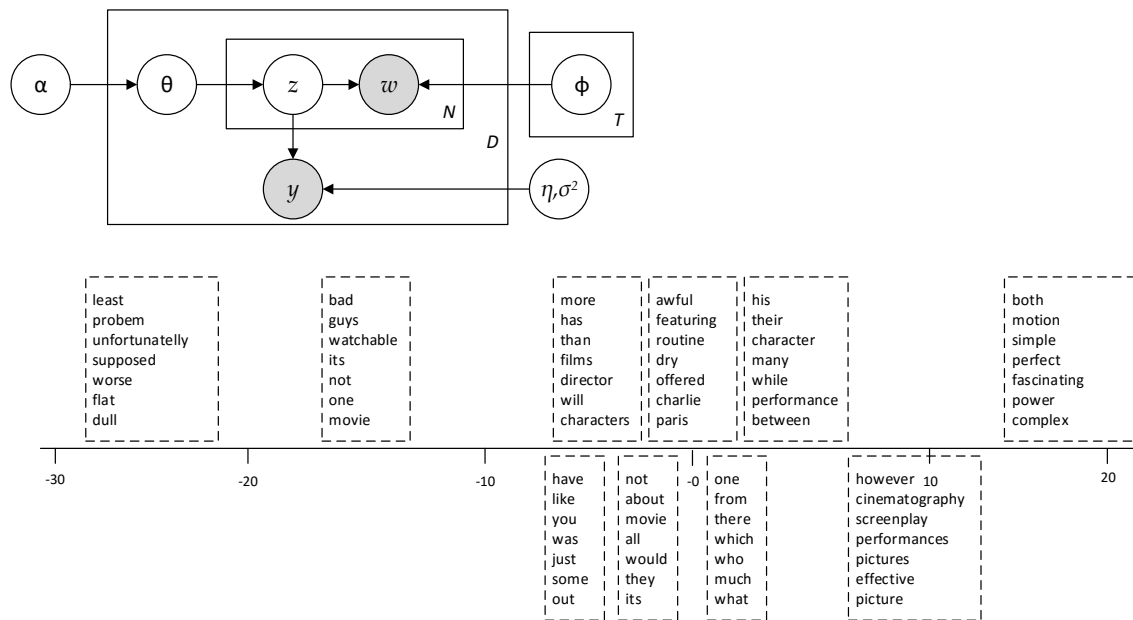 α
θ
z
w
ϕ
N
T
D
y
η,σ²
least
probem
unfortunatelly
supposed
worse
flat
dull
bad
guys
watchable
its
not
one
movie
more
has
than
films
director
will
characters
awful
featuring
routine
dry
offered
charlie
paris
his
their
character
many
while
performance
between
both
motion
simple
perfect
fascinating
power
complex
-30
-20
-10
-0
10
20
have
like
you
was
just
some
out
not
about
movie
all
would
they
its
one
from
there
which
who
much
what
however
cinematography
screenplay
performances
pictures
effective
picture